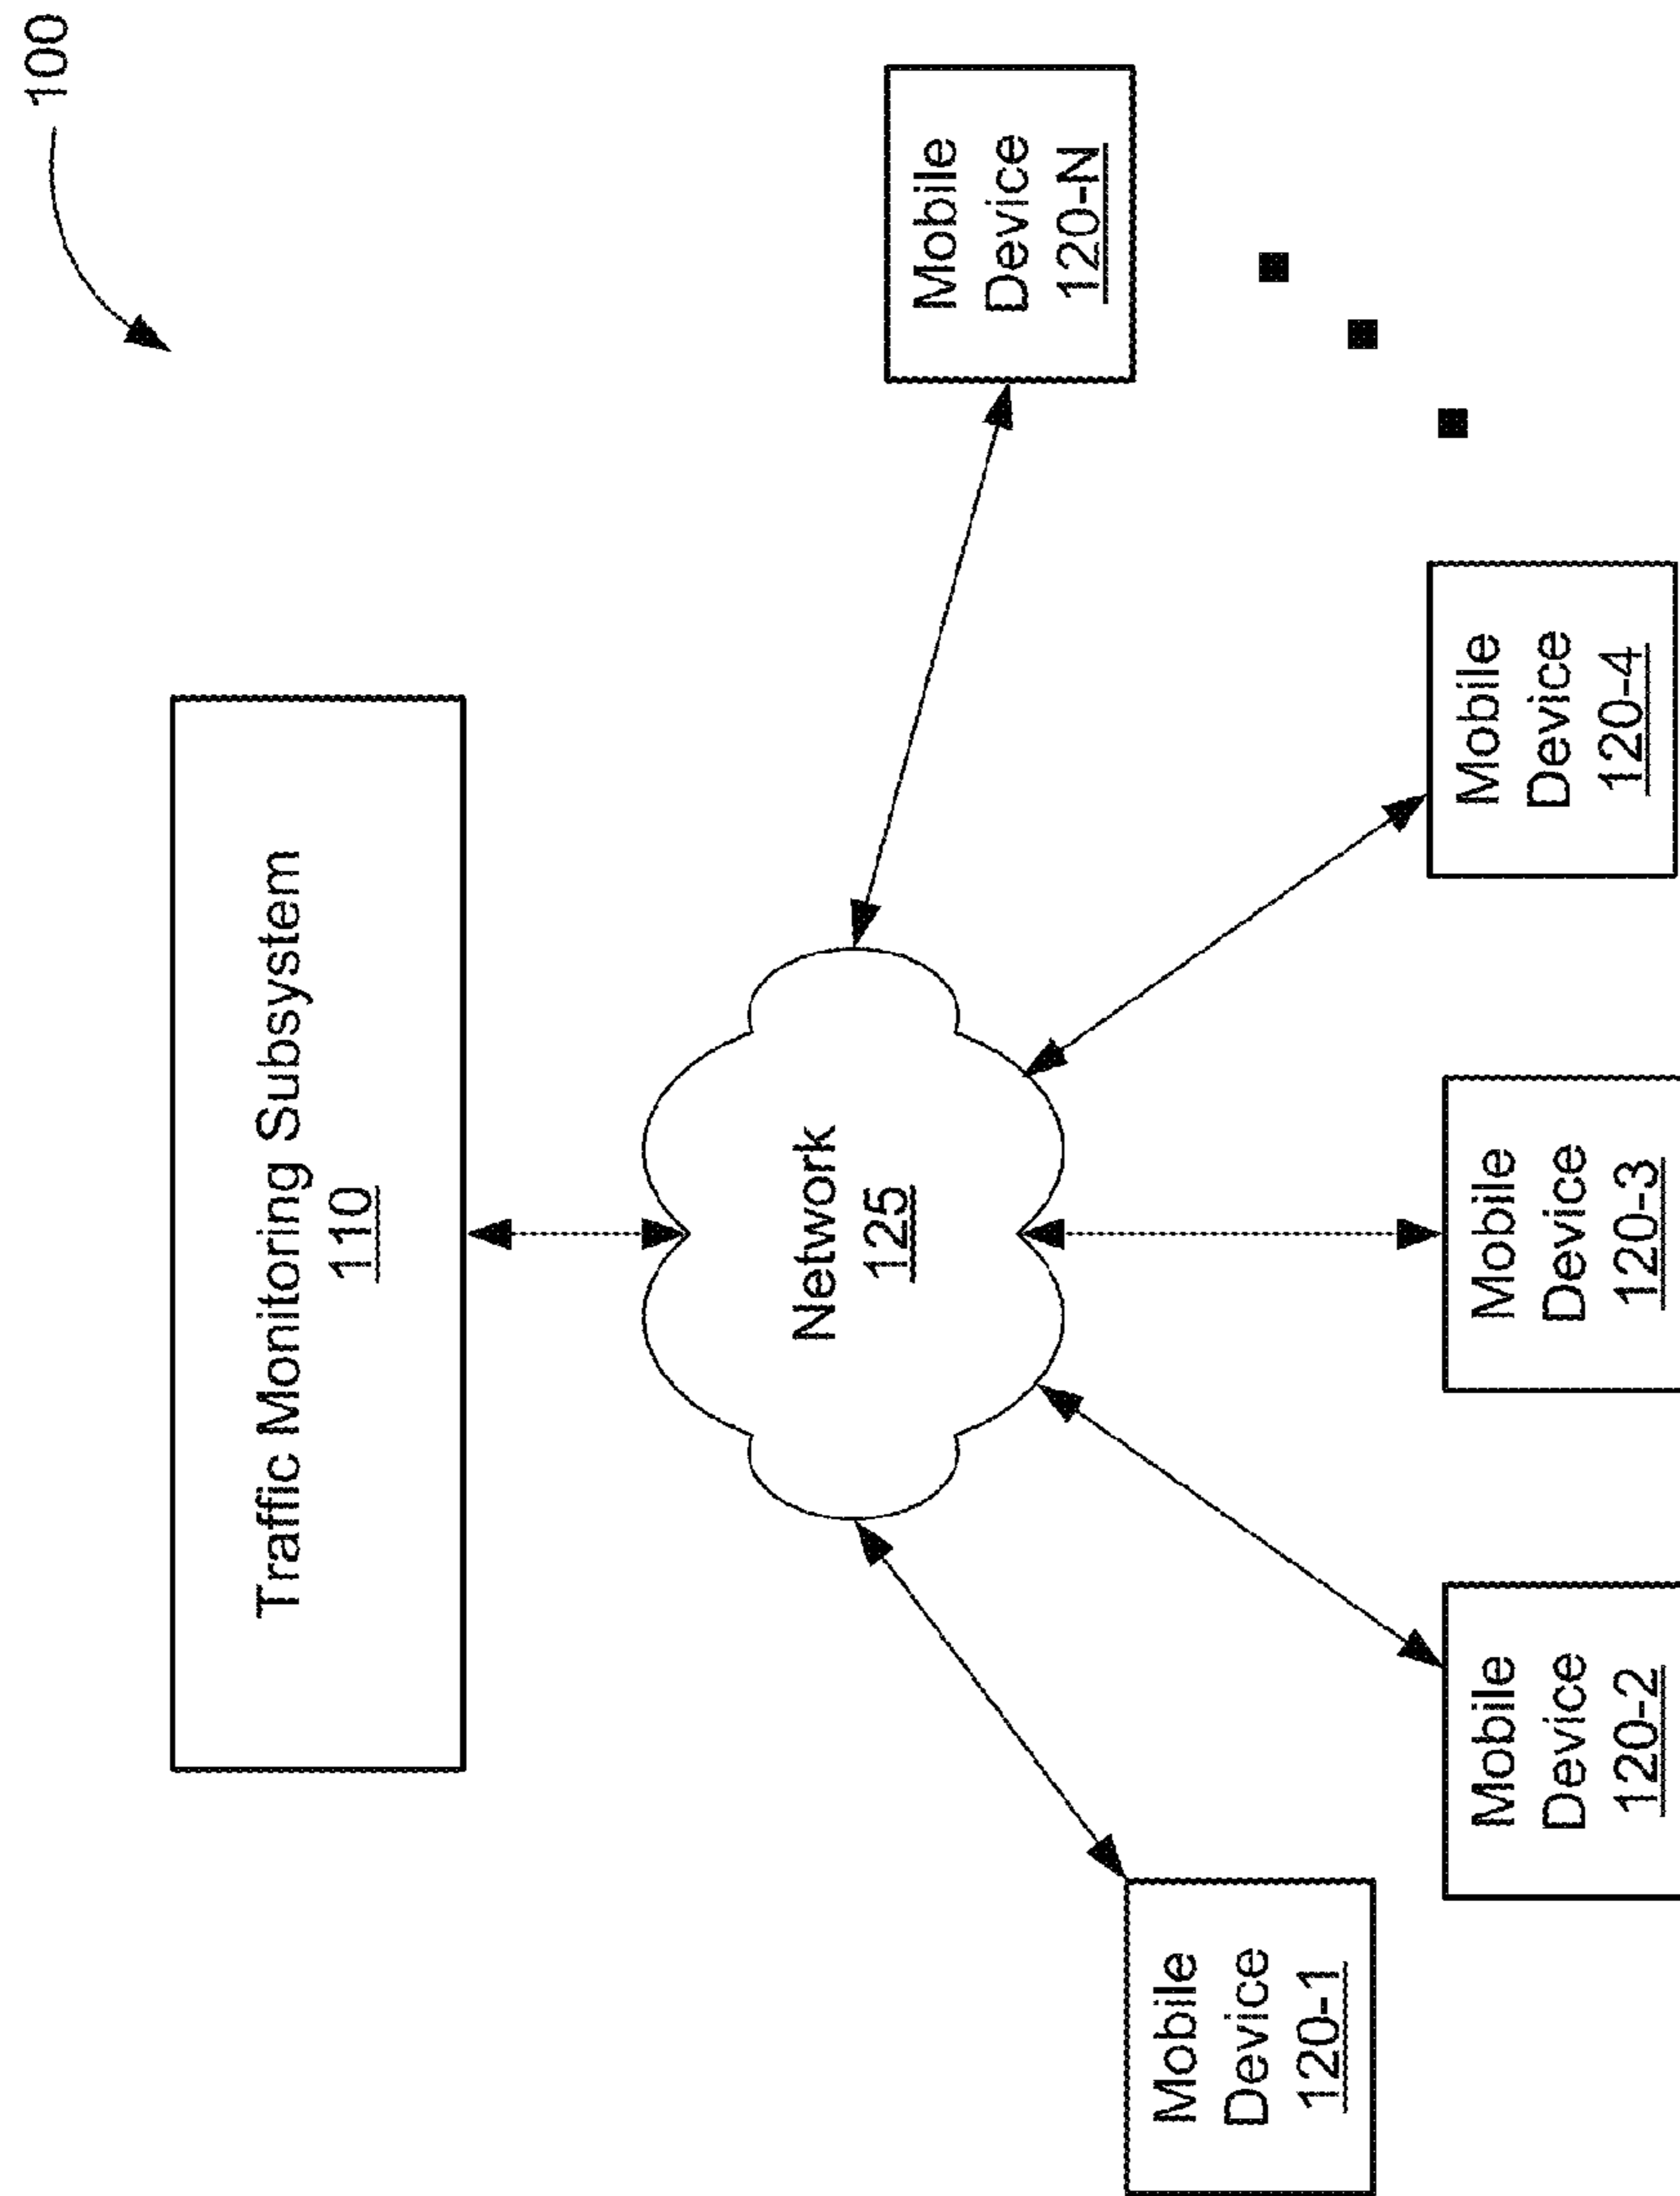 100
Traffic Monitoring Subsystem
110
Network
125
Mobile
Device
120-1
Mobile
Device
120-2
Mobile
Device
120-3
Mobile
Device
120-4
Mobile
Device
120-N